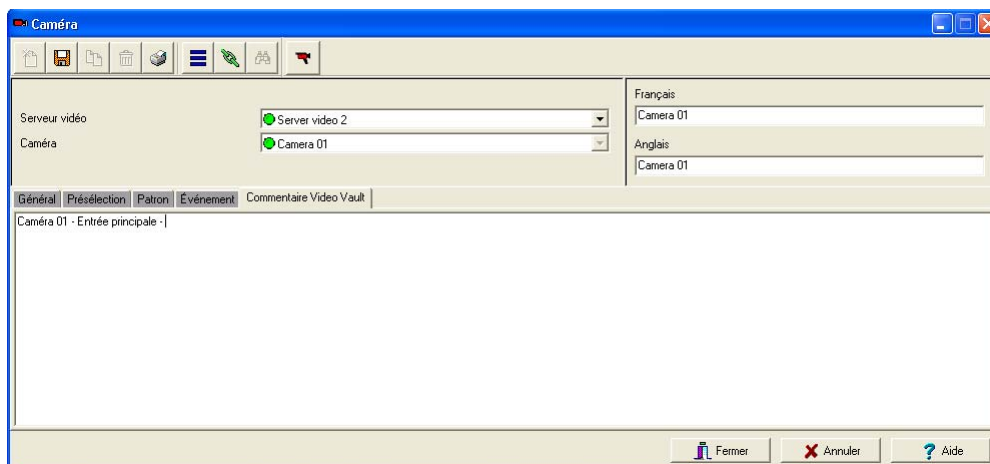 Caméra
Français
Serveur vidéo
Server video 2
Camera 01
Caméra
Camera 01
Anglais
Camera 01
Général Présélection Patron Événement Commentaire Video Vault
Caméra 01 - Entrée principale -
Fermer Annuler Aide